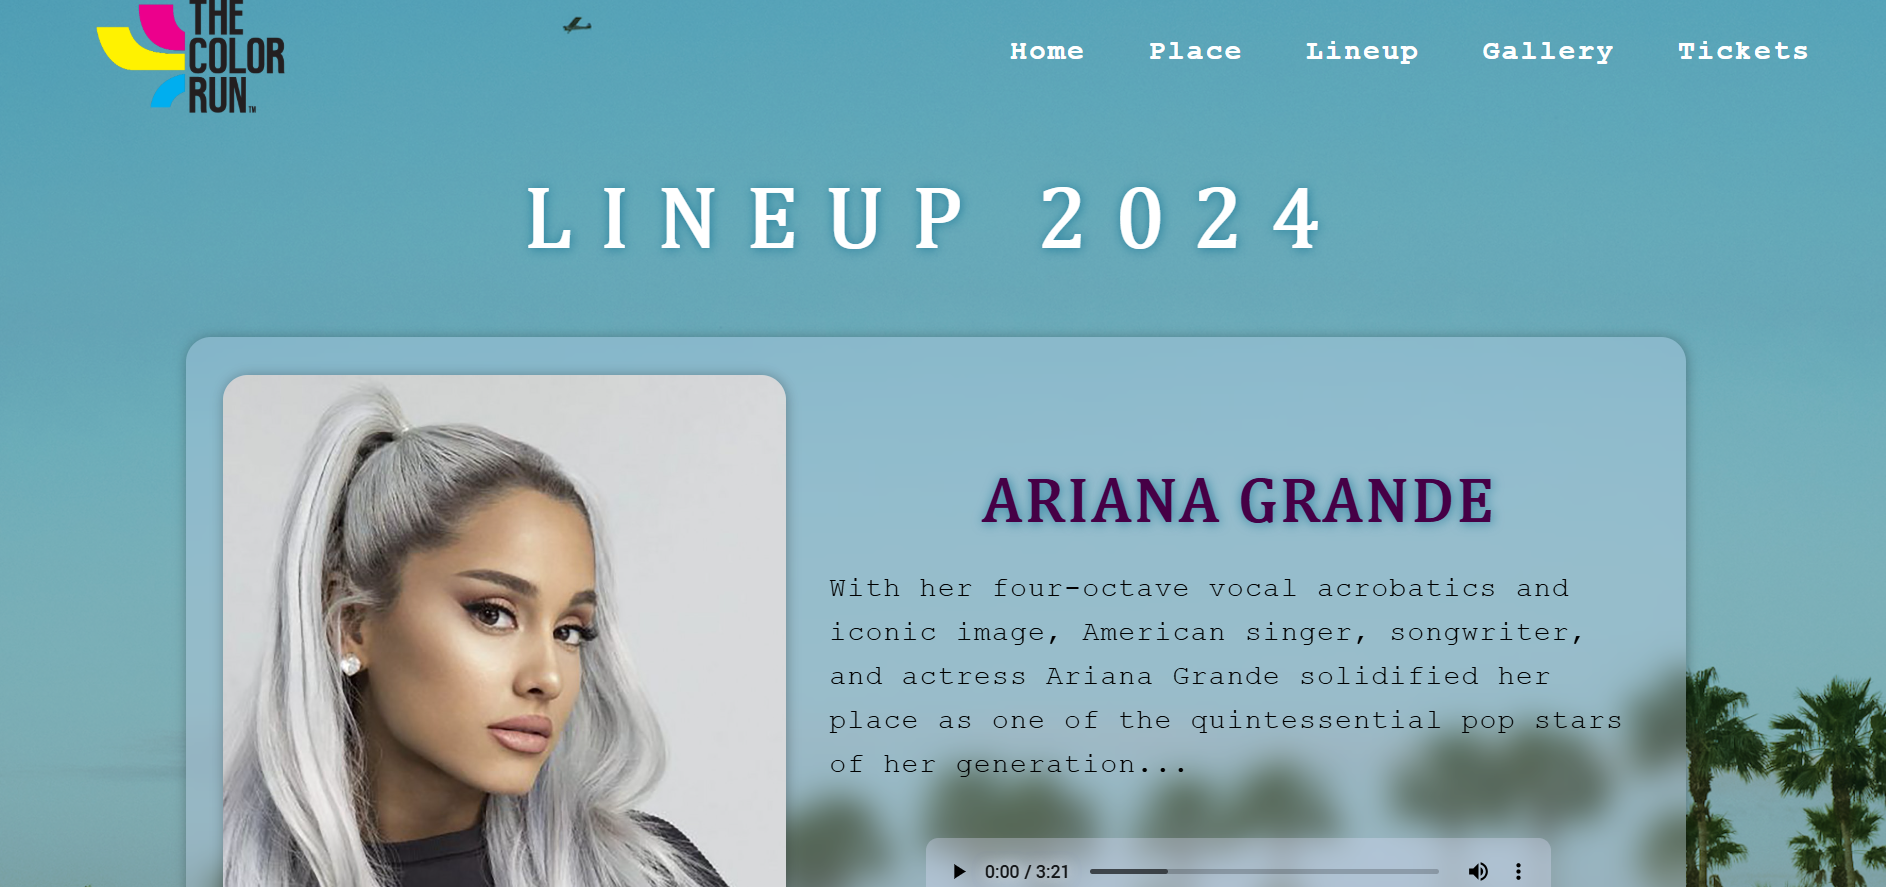 THE
COLOR
RUN™
Home Place Lineup Gallery Tickets
LINEUP 2024
ARIANA GRANDE
With her four-octave vocal acrobatics and
iconic image, American singer, songwriter,
and actress Ariana Grande solidified her
place as one of the quintessential pop stars
of her generation...
0:00 / 3:21